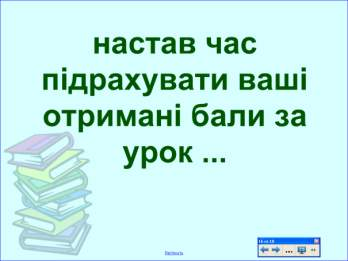 настав час
підрахувати ваші
отримані бали за
урок ...